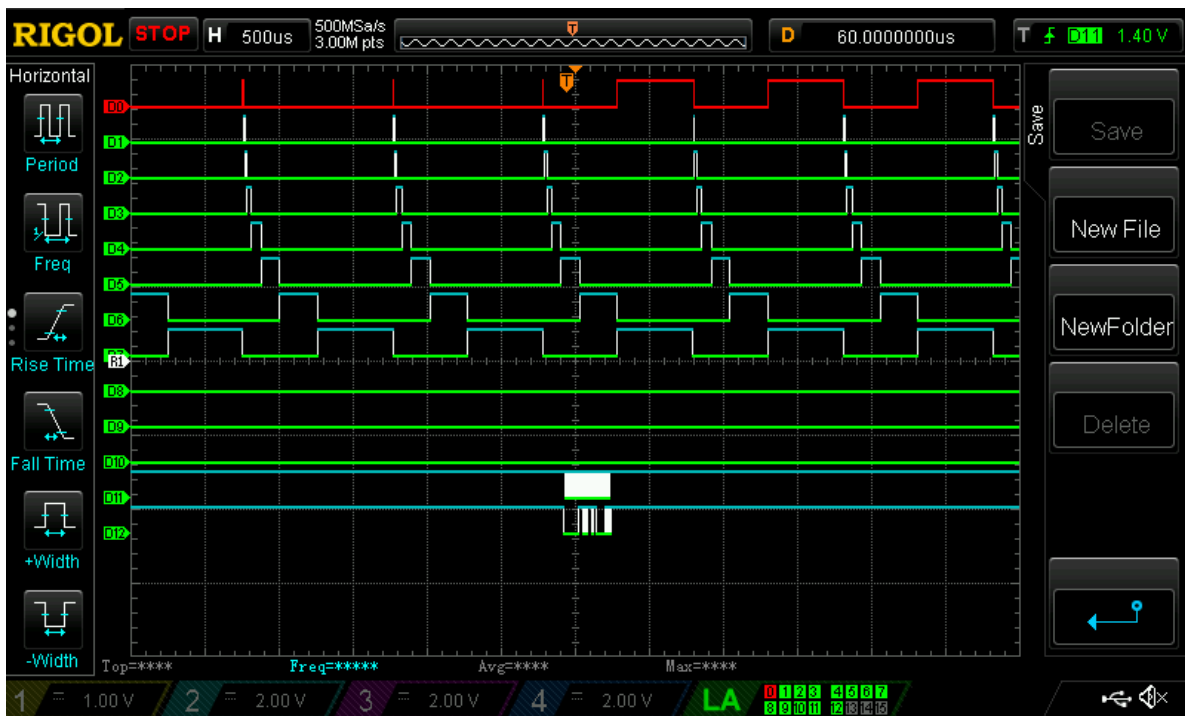 RIGOL STOP H 500us 500MSa/s 3.00M pts T D 60.0000000us T D11 1.40 V
Horizontal
Period
Freq
Rise Time
Fall Time
+Width
-Width
T
D0
D1
D2
D3
D4
D5
D6
R1
D8
D9
D10
D11
D12
Top=**** Freq=***** Avg=**** Max=****
Save
Save
New File
NewFolder
Delete
1 1.00 V 2 2.00 V 3 2.00 V 4 2.00 V LA
0 1 2 3 4 5 6 7
8 9 10 11 12 13 14 15